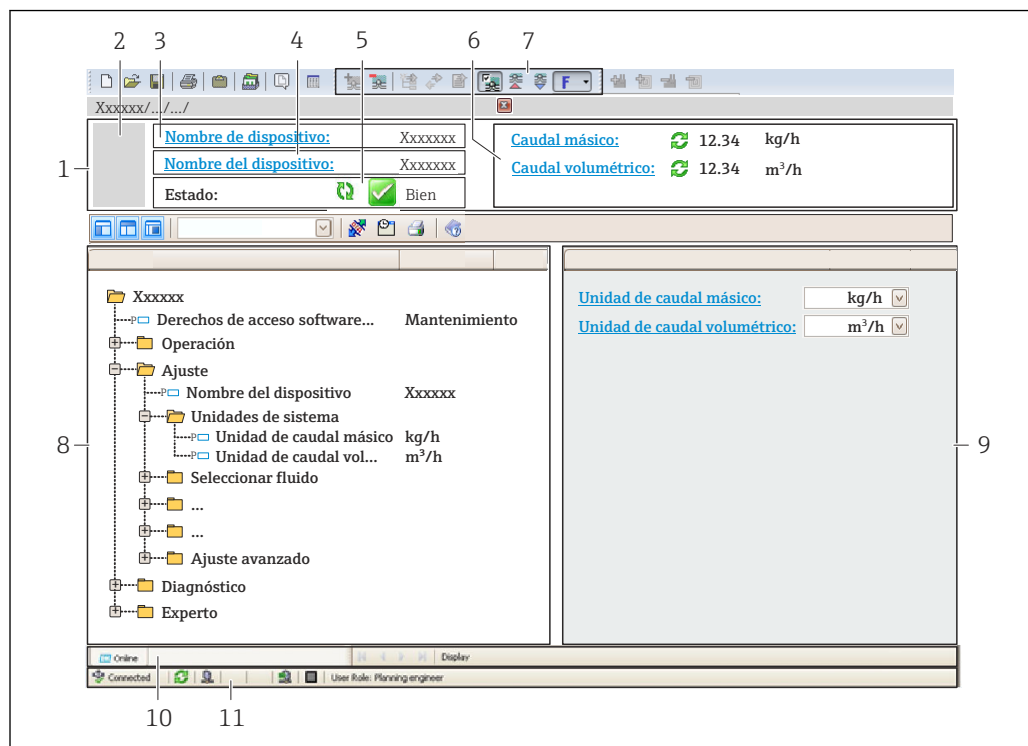 2 3 4 5 6 7
F
Xxxxxx/.../.../
1
Nombre de dispositivo: Xxxxxxx
Nombre del dispositivo: Xxxxxxx
Estado: Bien
Caudal másico: 12.34 kg/h
Caudal volumétrico: 12.34 m³/h
Xxxxxx
P Derechos de acceso software... Mantenimiento
Operación
Ajuste
P Nombre del dispositivo Xxxxxx
Unidades de sistema
P Unidad de caudal másico kg/h
P Unidad de caudal vol... m³/h
Seleccionar fluido
...
...
Ajuste avanzado
Diagnóstico
Experto
8
Unidad de caudal másico: kg/h
Unidad de caudal volumétrico: m³/h
9
Online Display
Connected User Role: Planning engineer
10 11